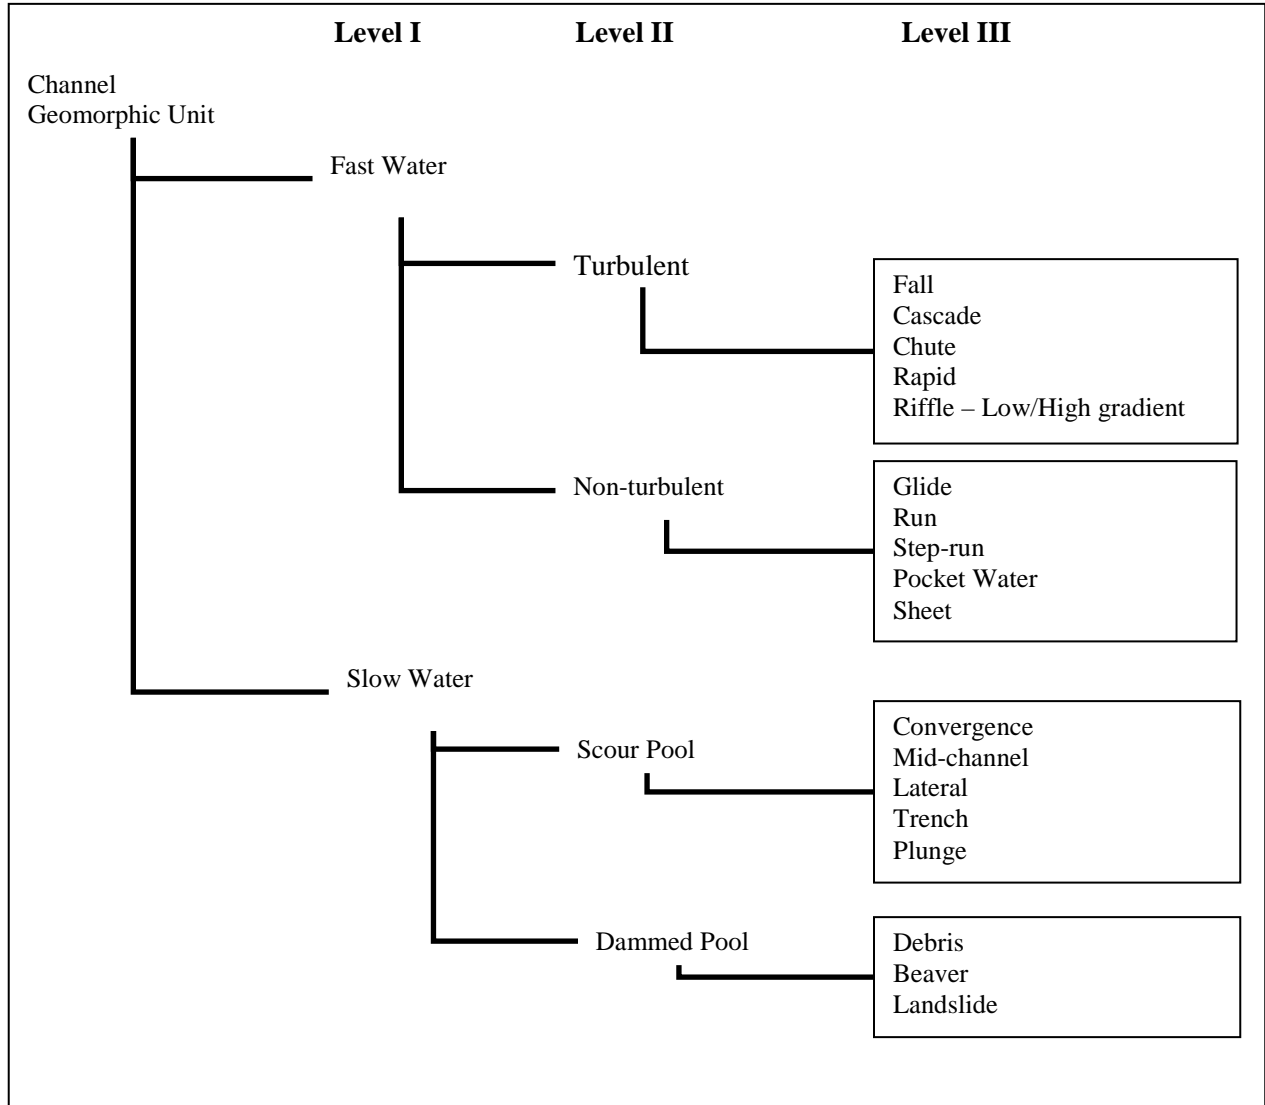 Level I Level II Level III
Channel
Geomorphic Unit
Fast Water
Turbulent
Fall
Cascade
Chute
Rapid
Riffle – Low/High gradient
Non-turbulent
Glide
Run
Step-run
Pocket Water
Sheet
Slow Water
Scour Pool
Convergence
Mid-channel
Lateral
Trench
Plunge
Dammed Pool
Debris
Beaver
Landslide